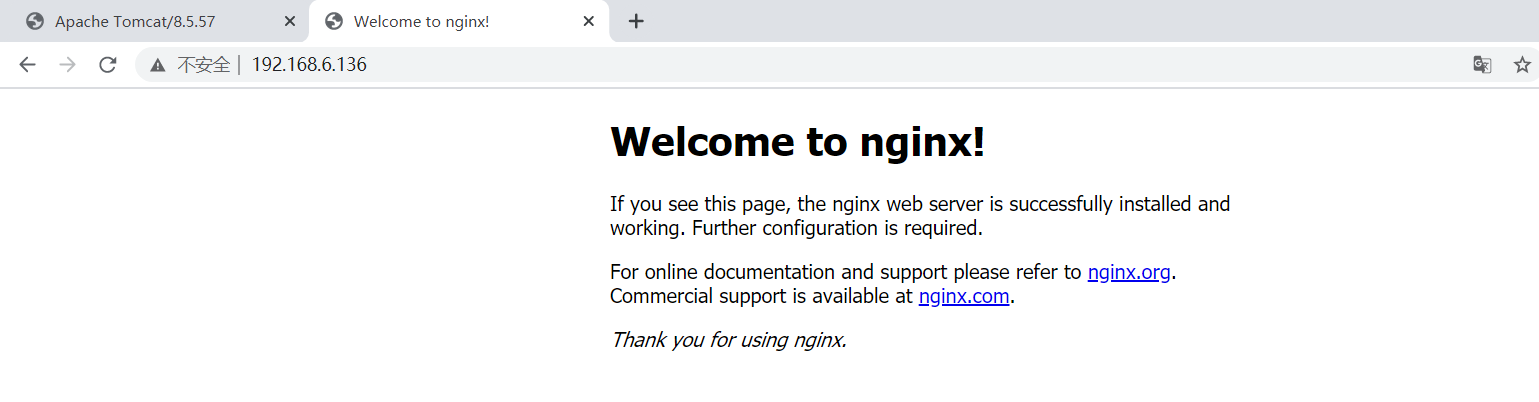 Apache Tomcat/8.5.57
Welcome to nginx!
不安全 | 192.168.6.136
Welcome to nginx!
If you see this page, the nginx web server is successfully installed and
working. Further configuration is required.
For online documentation and support please refer to nginx.org.
Commercial support is available at nginx.com.
Thank you for using nginx.